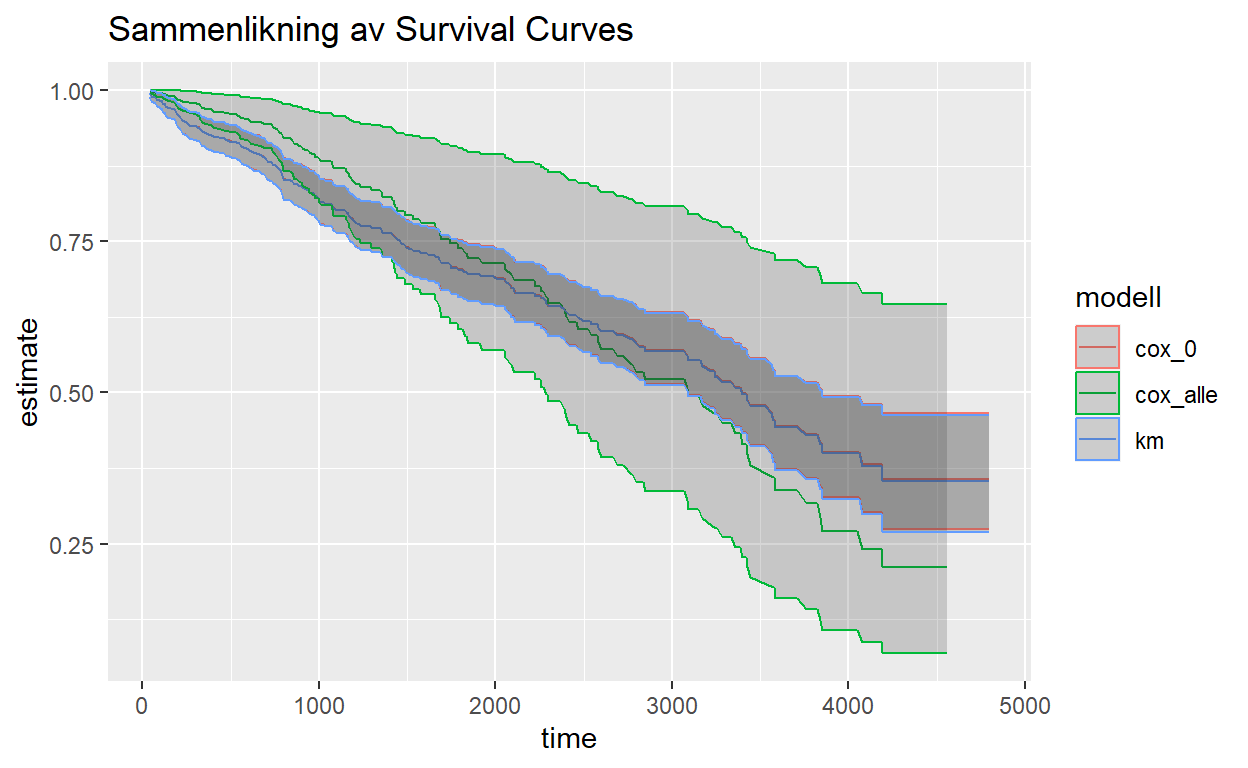 Sammenlikning av Survival Curves
1.00
0.75
0.50
0.25
estimate
0 1000 2000 3000 4000 5000
time
modell
cox_0
cox_alle
km